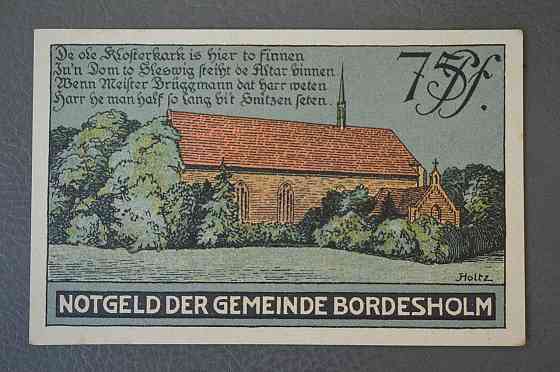 De ole Klosterkark is hier to finnen
In'n Dom to Sleswig steiht de Altar binnen
Wenn Meister Brüggmann dat harr weten
Harr he man half so lang bit Snitzen seten.
75 Pf.
Holtz
NOTGELD DER GEMEINDE BORDESHOLM